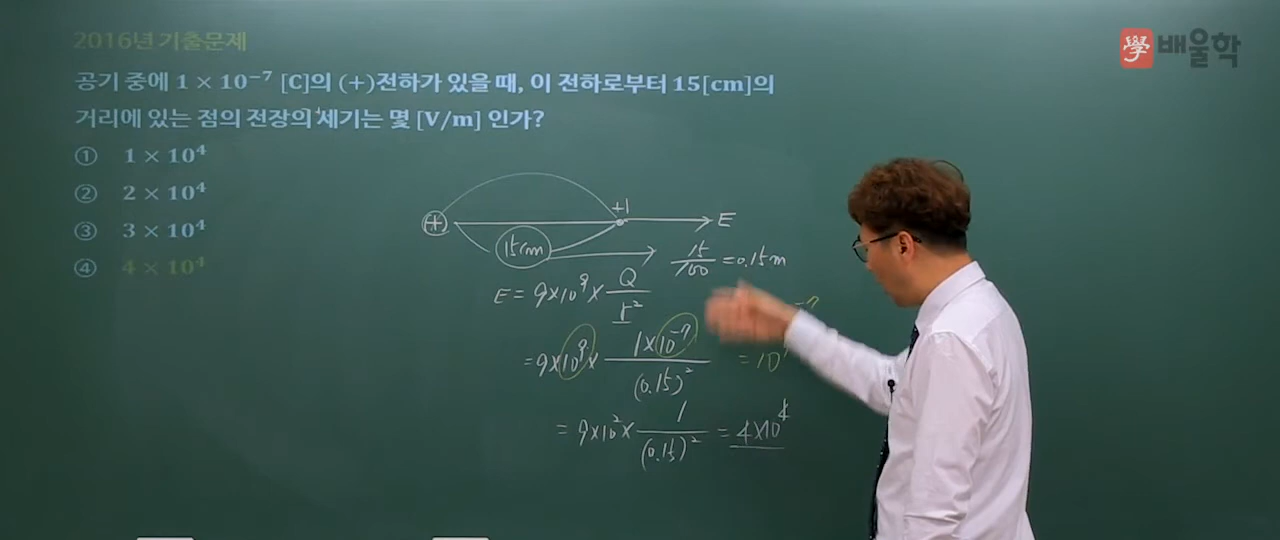 2016년 기출문제
學 배울학
공기 중에 1 × 10⁻⁷ [C]의 (+)전하가 있을 때, 이 전하로부터 15[cm]의
거리에 있는 점의 전장의 세기는 몇 [V/m] 인가?
① 1 × 10⁴
② 2 × 10⁴
③ 3 × 10⁴
④ 4 × 10⁴
+ +1 E
15cm
15/100 = 0.15m
E = 9×10⁹ × Q/r²
= 9×10⁹ × 1×10⁻⁷/(0.15)² = 10
= 9×10² × 1/(0.15)² = 4×10⁴